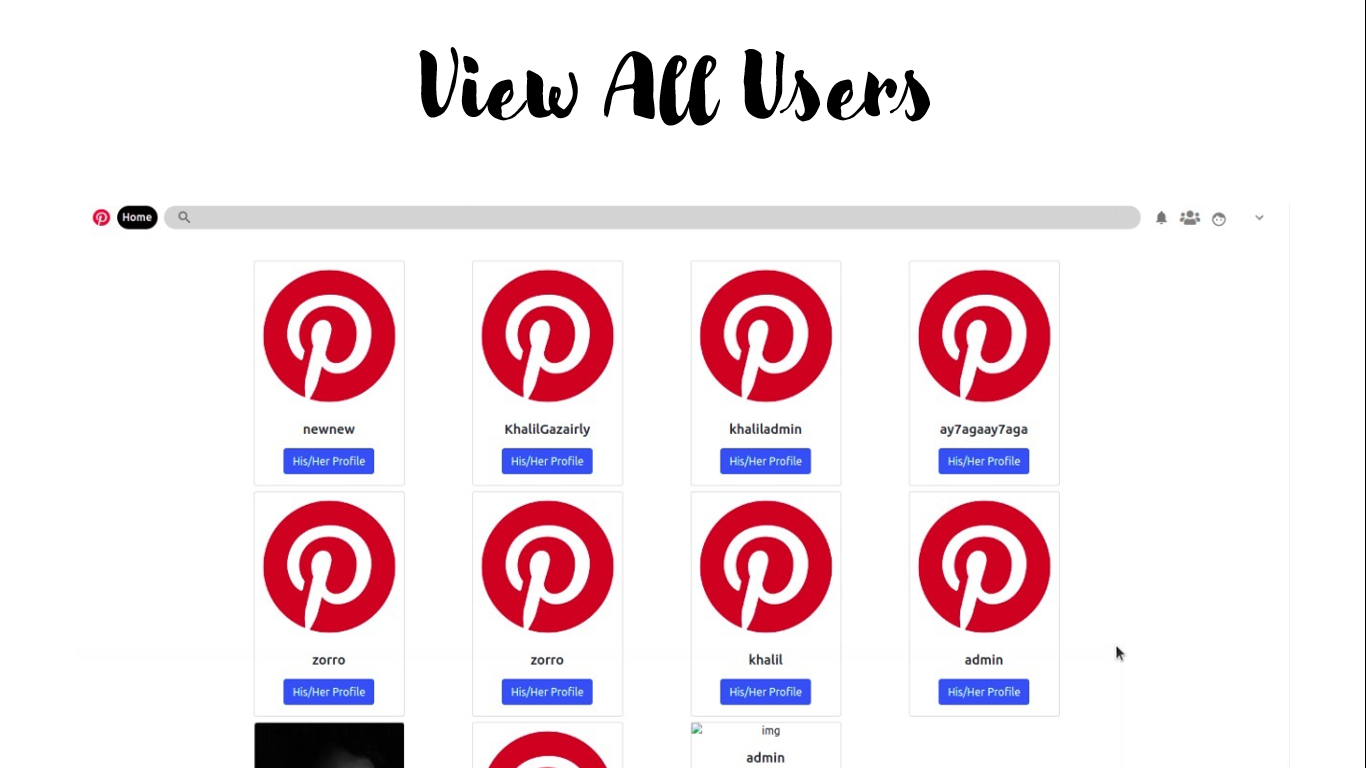 View All Users
Home
newnew KhalilGazairly khaliladmin ay7agaay7aga
His/Her Profile His/Her Profile His/Her Profile His/Her Profile
zorro zorro khalil admin
His/Her Profile His/Her Profile His/Her Profile His/Her Profile
img
admin